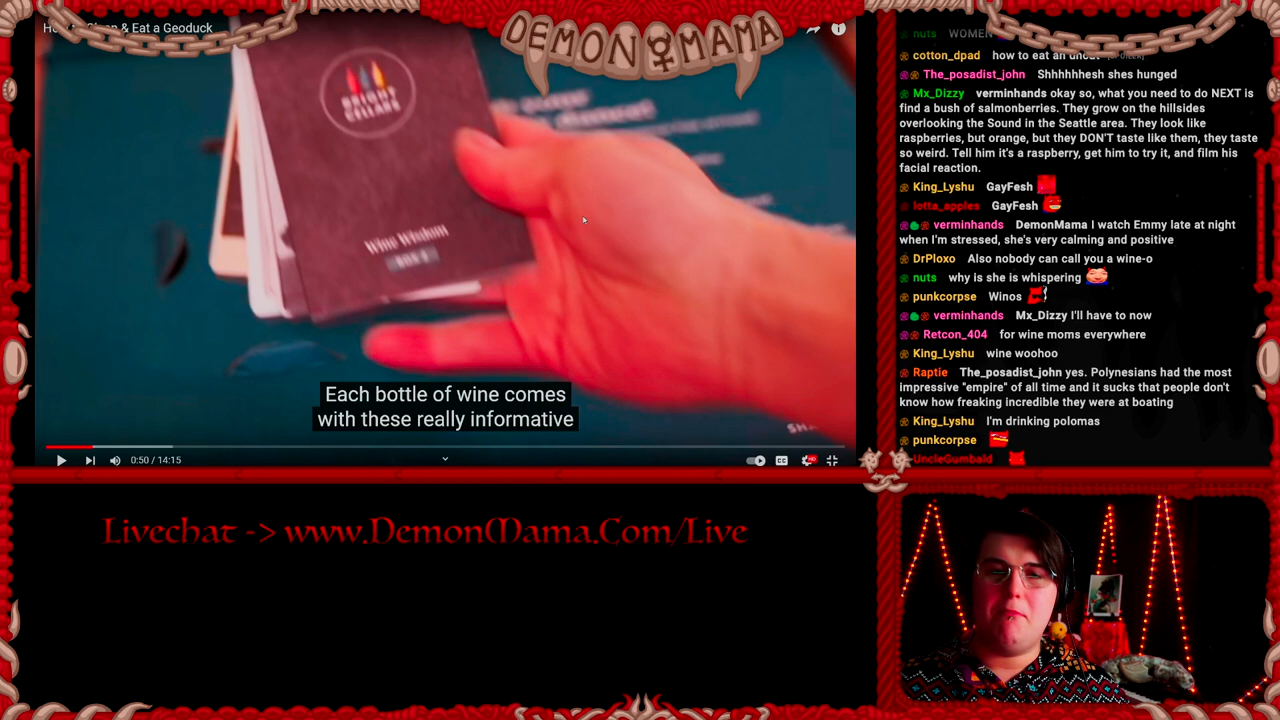 & Eat a Geoduck
DEMON MAMA
BRIGHT
CELLARS
Wine Wisdom
Each bottle of wine comes
with these really informative
0:50 / 14:15
CC
HD
nuts WOMEN
cotton_dpad how to eat an
The_posadist_john Shhhhhhesh shes hunged
Mx_Dizzy verminhands okay so, what you need to do NEXT is
find a bush of salmonberries. They grow on the hillsides
overlooking the Sound in the Seattle area. They look like
raspberries, but orange, but they DON'T taste like them, they taste
so weird. Tell him it's a raspberry, get him to try it, and film his
facial reaction.
King_Lyshu GayFesh
lotta_apples GayFesh
verminhands DemonMama I watch Emmy late at night
when I'm stressed, she's very calming and positive
DrPloxo Also nobody can call you a wine-o
nuts why is she is whispering
punkcorpse Winos
verminhands Mx_Dizzy I'll have to now
Retcon_404 for wine moms everywhere
King_Lyshu wine woohoo
Raptie The_posadist_john yes. Polynesians had the most
impressive "empire" of all time and it sucks that people don't
know how freaking incredible they were at boating
King_Lyshu I'm drinking polomas
punkcorpse
UncleGumbald
Livechat -> www.DemonMama.Com/Live